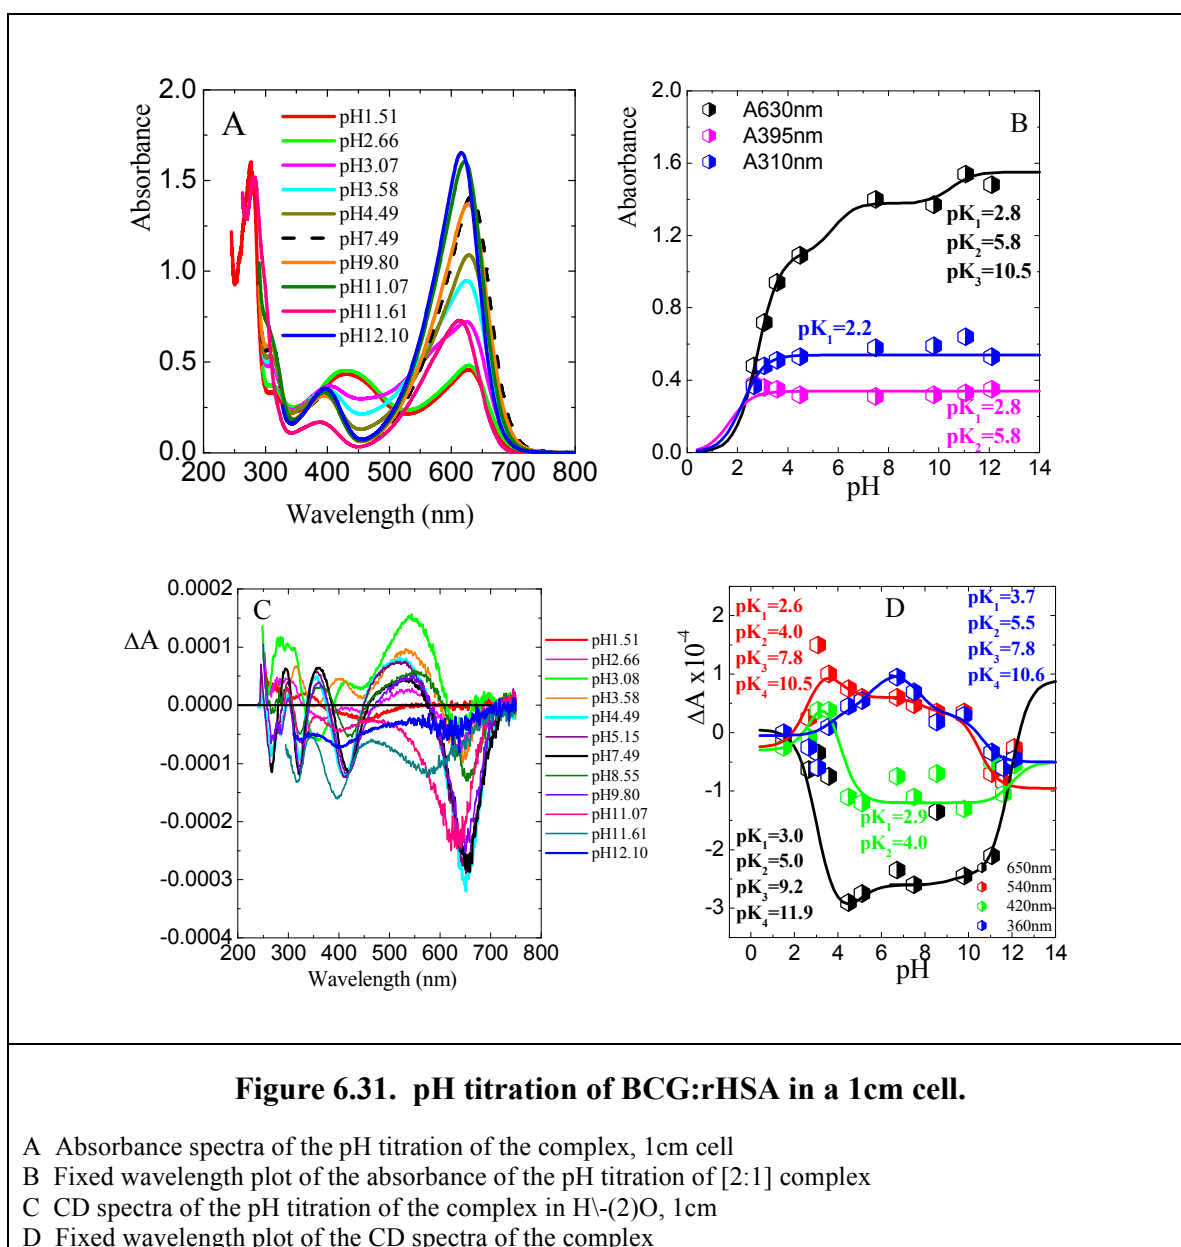 2.0
1.5
1.0
0.5
0.0
Absorbance
A
pH1.51
pH2.66
pH3.07
pH3.58
pH4.49
pH7.49
pH9.80
pH11.07
pH11.61
pH12.10
200 300 400 500 600 700 800
Wavelength (nm)
2.0
1.6
1.2
0.8
0.4
0.0
Abaorbance
B
A630nm
A395nm
A310nm
pK1=2.8
pK2=5.8
pK3=10.5
pK1=2.2
pK1=2.8
pK2=5.8
0 2 4 6 8 10 12 14
pH
0.0002
0.0001
0.0000
-0.0001
-0.0002
-0.0003
-0.0004
ΔA
C
pH1.51
pH2.66
pH3.08
pH3.58
pH4.49
pH5.15
pH7.49
pH8.55
pH9.80
pH11.07
pH11.61
pH12.10
200 300 400 500 600 700 800
Wavelength (nm)
2
1
0
-1
-2
-3
ΔA x10-4
D
pK1=2.6
pK2=4.0
pK3=7.8
pK4=10.5
pK1=3.7
pK2=5.5
pK3=7.8
pK4=10.6
pK1=2.9
pK2=4.0
pK1=3.0
pK2=5.0
pK3=9.2
pK4=11.9
650nm
540nm
420nm
360nm
0 2 4 6 8 10 12 14
pH
Figure 6.31. pH titration of BCG:rHSA in a 1cm cell.
A Absorbance spectra of the pH titration of the complex, 1cm cell
B Fixed wavelength plot of the absorbance of the pH titration of [2:1] complex
C CD spectra of the pH titration of the complex in H\-(2)O, 1cm
D Fixed wavelength plot of the CD spectra of the complex